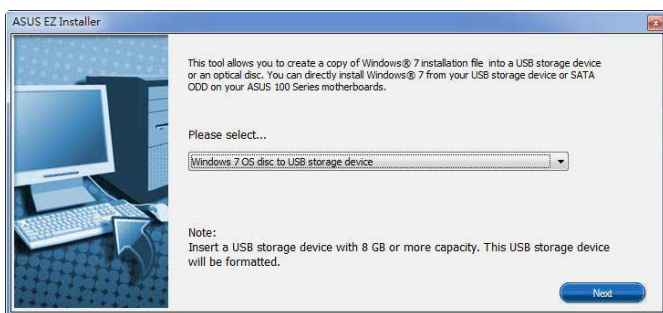 ASUS EZ Installer
This tool allows you to create a copy of Windows® 7 installation file into a USB storage device
or an optical disc. You can directly install Windows® 7 from your USB storage device or SATA
ODD on your ASUS 100 Series motherboards.
Please select...
Windows 7 OS disc to USB storage device
Note:
Insert a USB storage device with 8 GB or more capacity. This USB storage device
will be formatted.
Next